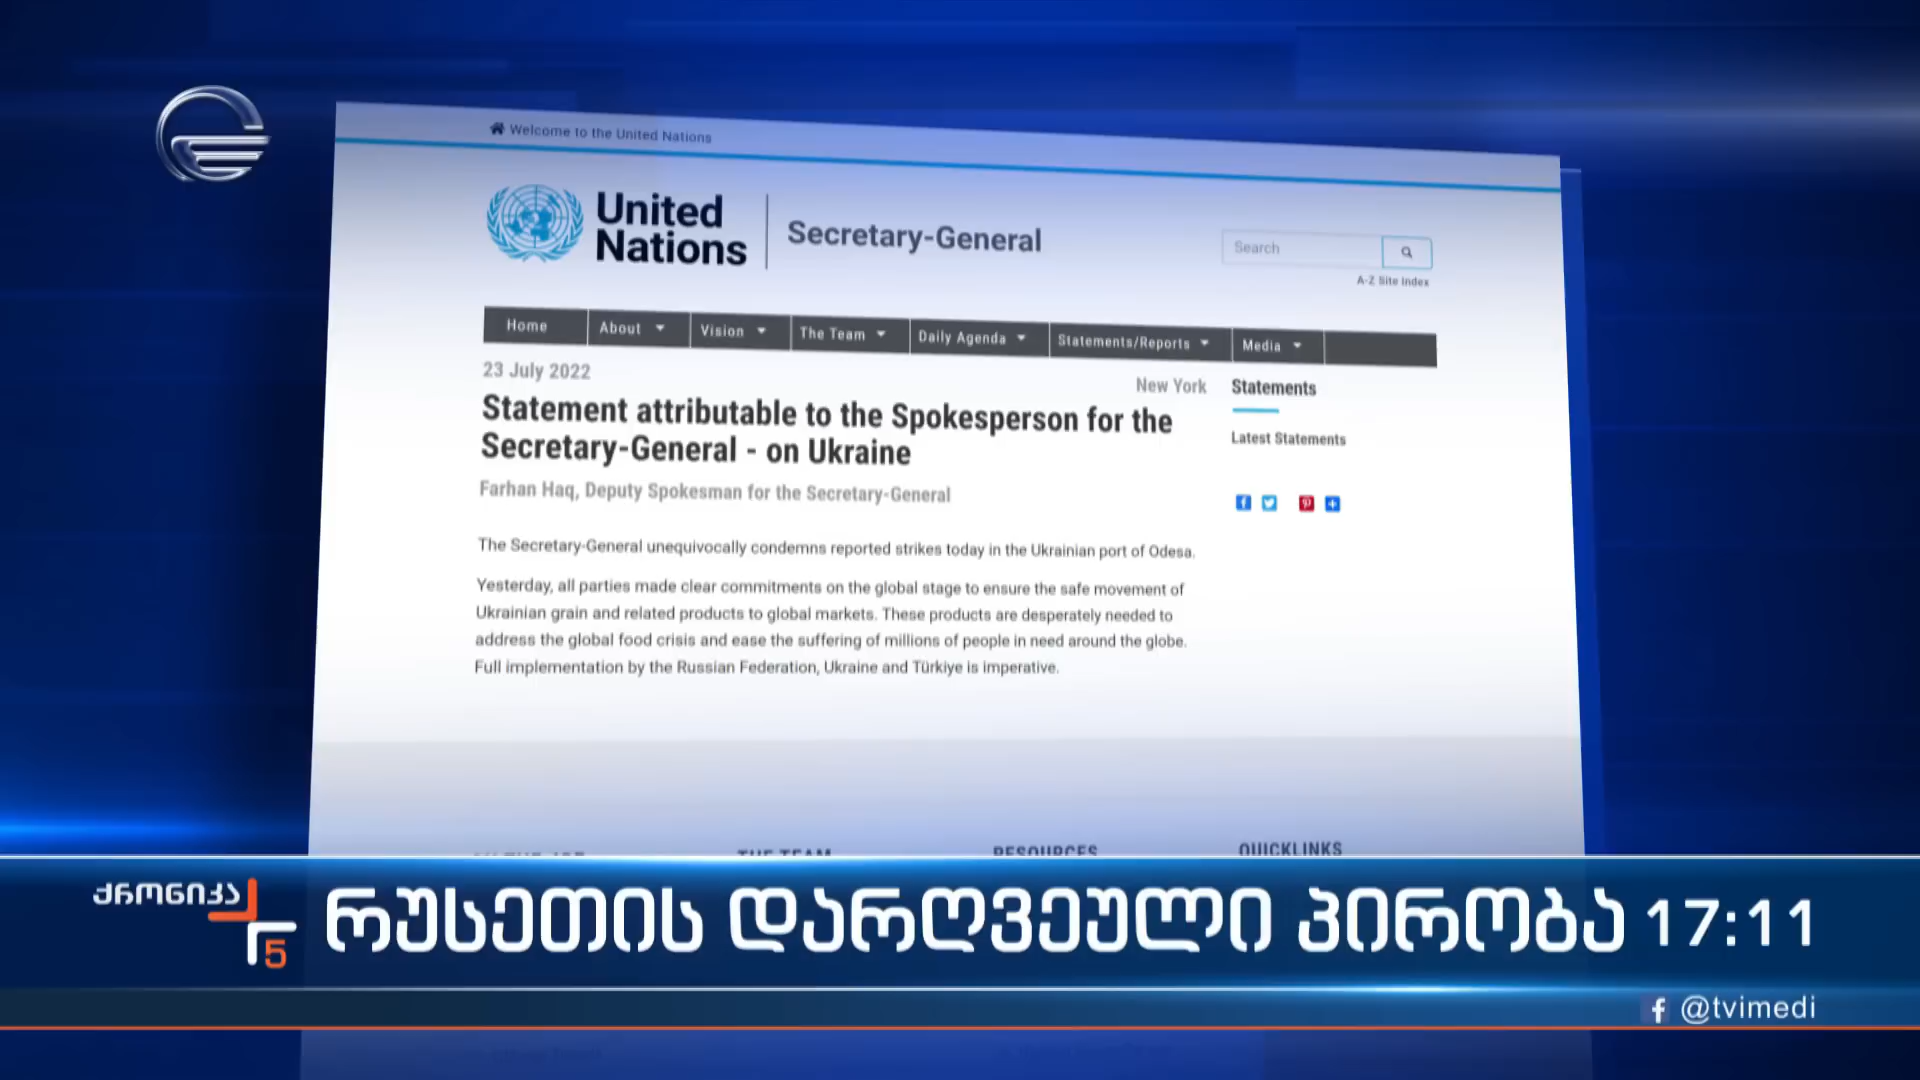 Welcome to the United Nations
United
Nations
Secretary-General
Search
A-Z Site Index
Home About Vision The Team Daily Agenda Statements/Reports Media
23 July 2022
New York
Statement attributable to the Spokesperson for the
Secretary-General - on Ukraine
Farhan Haq, Deputy Spokesman for the Secretary-General
The Secretary-General unequivocally condemns reported strikes today in the Ukrainian port of Odesa.
Yesterday, all parties made clear commitments on the global stage to ensure the safe movement of
Ukrainian grain and related products to global markets. These products are desperately needed to
address the global food crisis and ease the suffering of millions of people in need around the globe.
Full implementation by the Russian Federation, Ukraine and Türkiye is imperative.
Statements
Latest Statements
THE TEAM RESOURCES QUICKLINKS
ქრონიკა
5
რუსეთის დარღვეული პირობა 17:11
@tvimedi